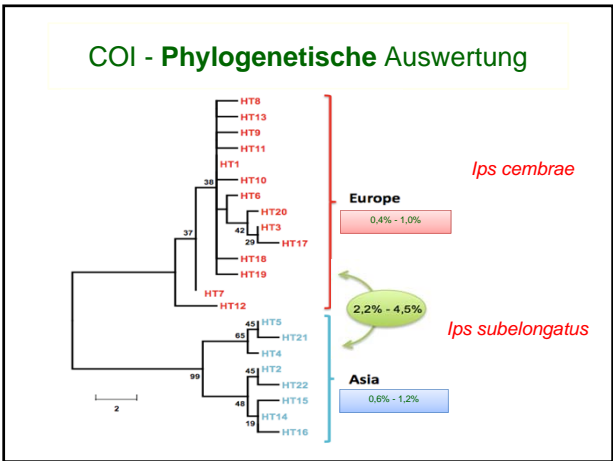 COI - Phylogenetische Auswertung
HT8
HT13
HT9
HT11
HT1
38
HT10
HT6
HT20
42
HT3
29
HT17
37
HT18
HT19
HT7
HT12
Ips cembrae
Europe
0,4% - 1,0%
2,2% - 4,5%
Ips subelongatus
45
HT5
65
HT21
HT4
99
45
HT2
HT22
48
HT15
HT14
19
HT16
Asia
0,6% - 1,2%
2